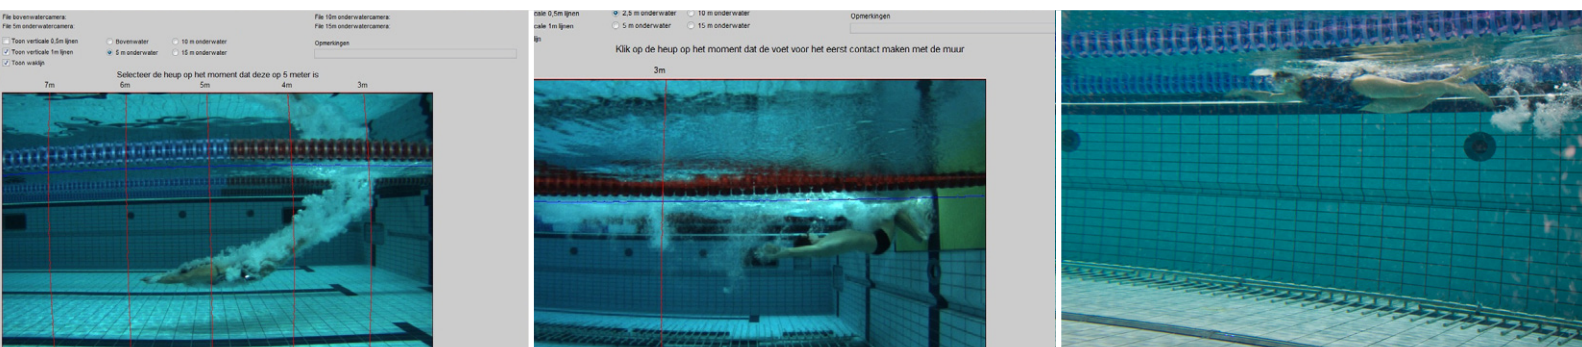 File bovenwatercamera:
File 5m onderwatercamera:
File 10m onderwatercamera:
File 15m onderwatercamera:
Toon verticale 0,5m lijnen
Bovenwater
10 m onderwater
Toon verticale 1m lijnen
5 m onderwater
15 m onderwater
Toon waklijn
Opmerkingen
Selecteer de heup op het moment dat deze op 5 meter is
7m 6m 5m 4m 3m
cale 0,5m lijnen
2,5 m onderwater
10 m onderwater
cale 1m lijnen
5 m onderwater
15 m onderwater
lijn
Opmerkingen
Klik op de heup op het moment dat de voet voor het eerst contact maken met de muur
3m